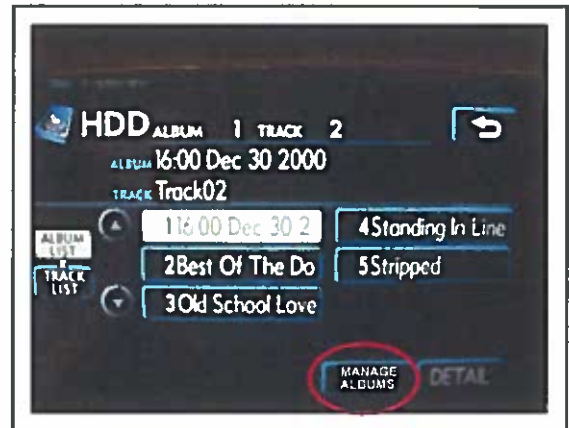 HDD ALBUM 1 TRACK 2
ALBUM 16:00 Dec 30 2000
TRACK Track02
ALBUM LIST
TRACK LIST
1 16:00 Dec 30 2
2 Best Of The Do
3 Old School Love
4 Standing In Line
5 Stripped
MANAGE ALBUMS
DETAIL